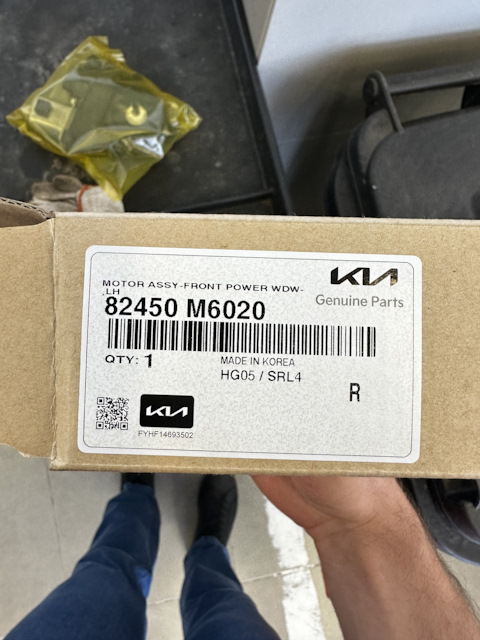 MOTOR ASSY-FRONT POWER WDW-
,LH
KIA
Genuine Parts
82450 M6020
QTY: 1
MADE IN KOREA
HG05 / SRL4
R
KIA
FYHF14693502